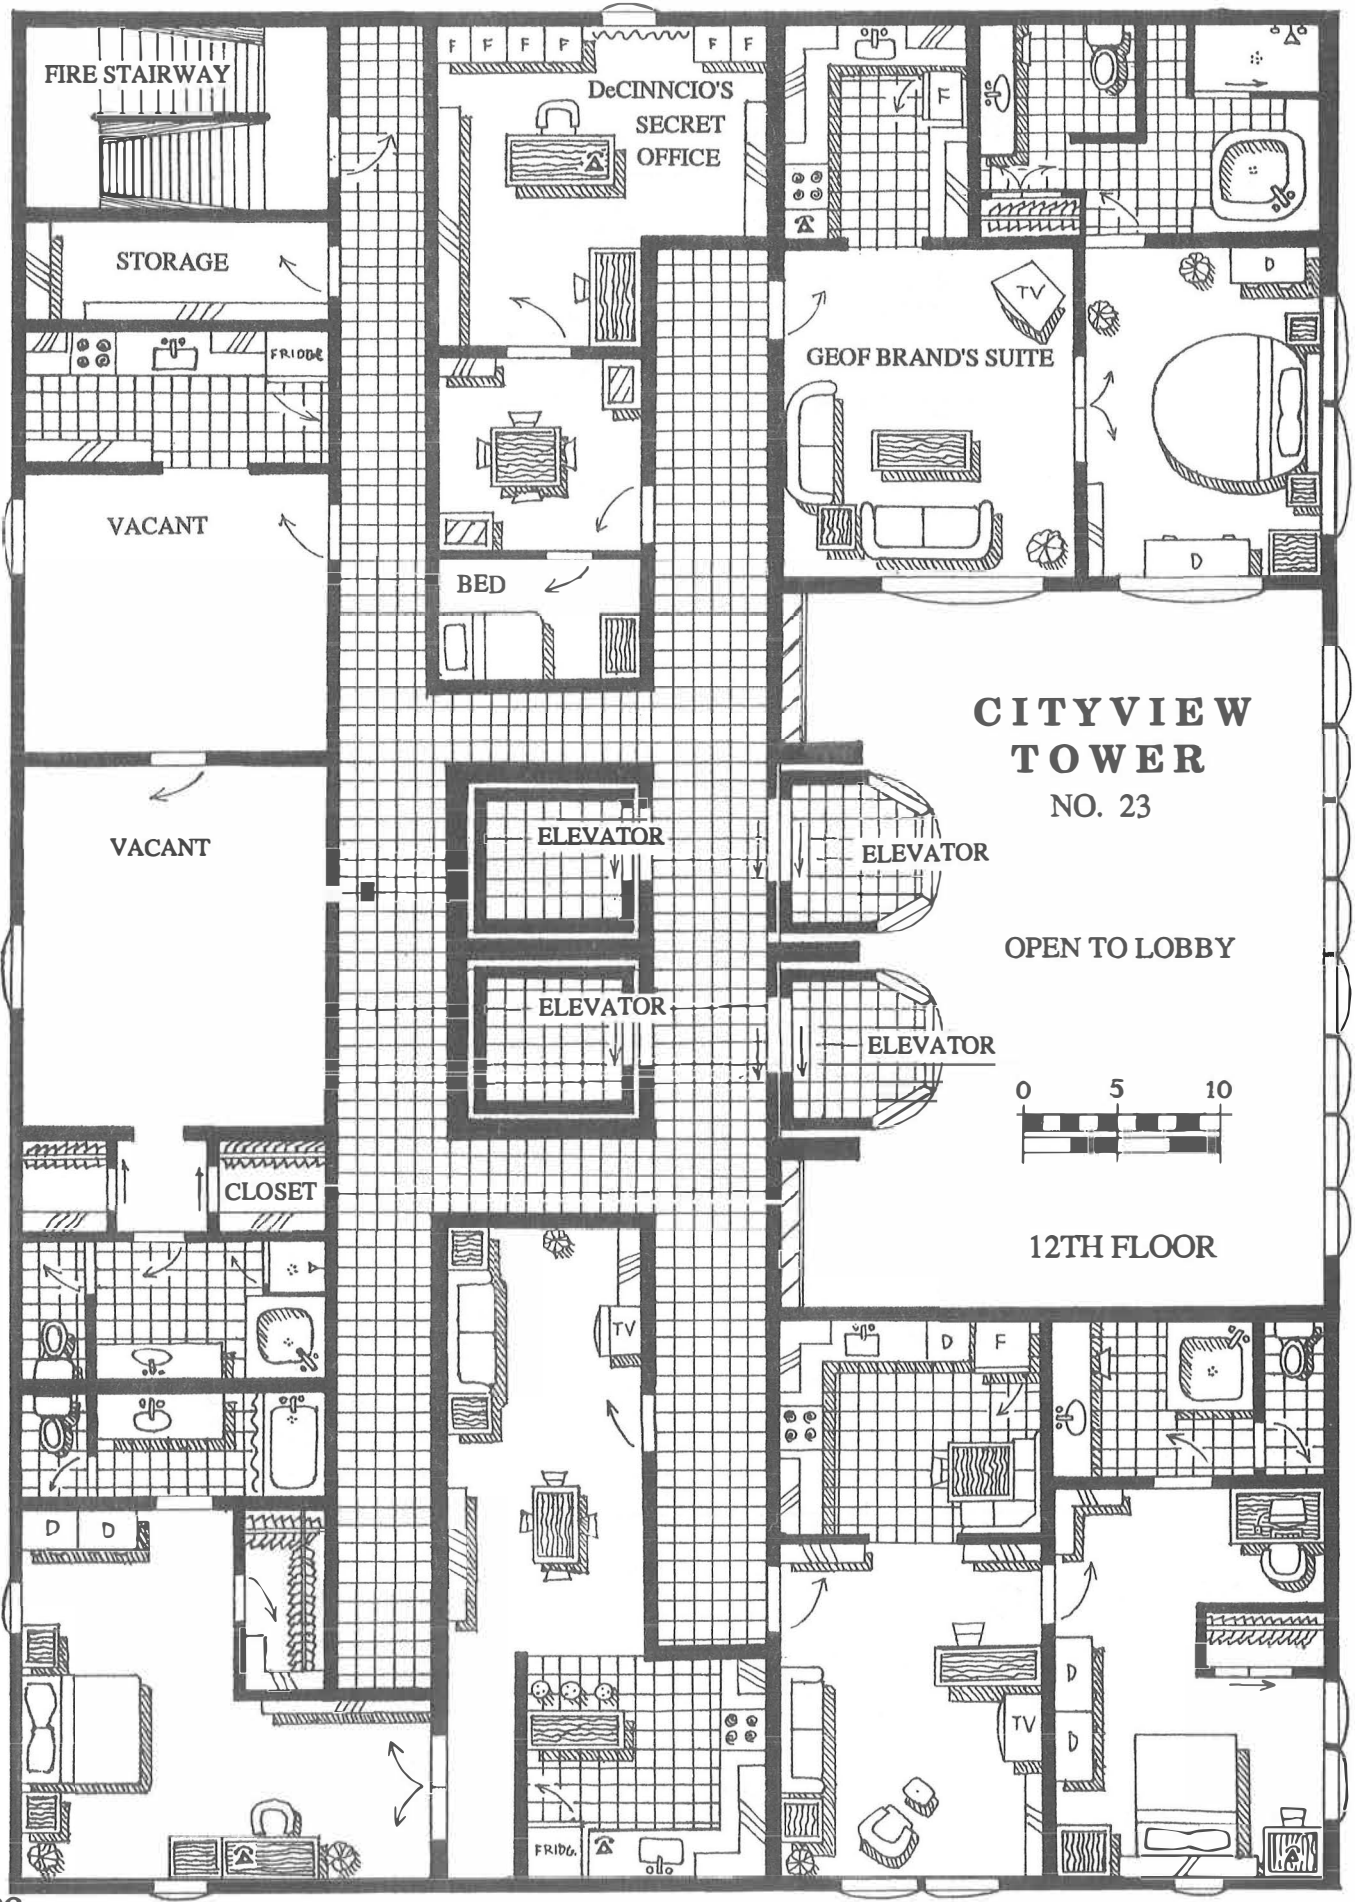 FIRE STAIRWAY
F F F F
F F
DeCINNCIO'S
SECRET
OFFICE
F
STORAGE
FRIDGE
D
TV
GEOF BRAND'S SUITE
VACANT
D
BED
CITYVIEW
TOWER
NO. 23
ELEVATOR
ELEVATOR
VACANT
OPEN TO LOBBY
ELEVATOR
ELEVATOR
0 5 10
CLOSET
12TH FLOOR
TV
D F
D D
D
D
TV
FRIDG.